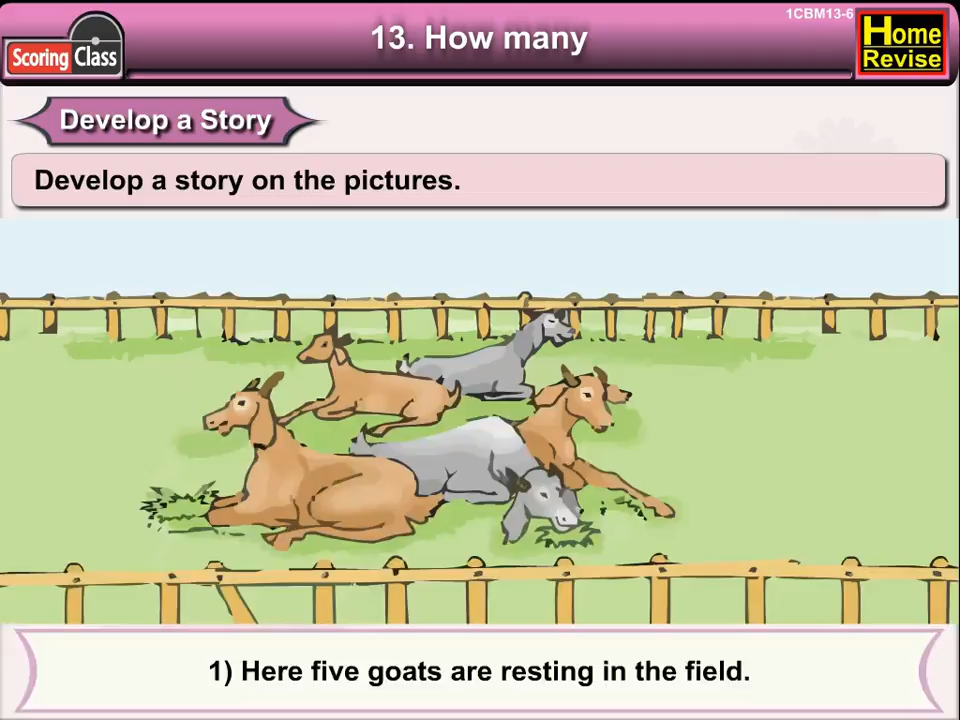 1CBM13-6
13. How many
Scoring Class
Home
Revise
Develop a Story
Develop a story on the pictures.
1) Here five goats are resting in the field.